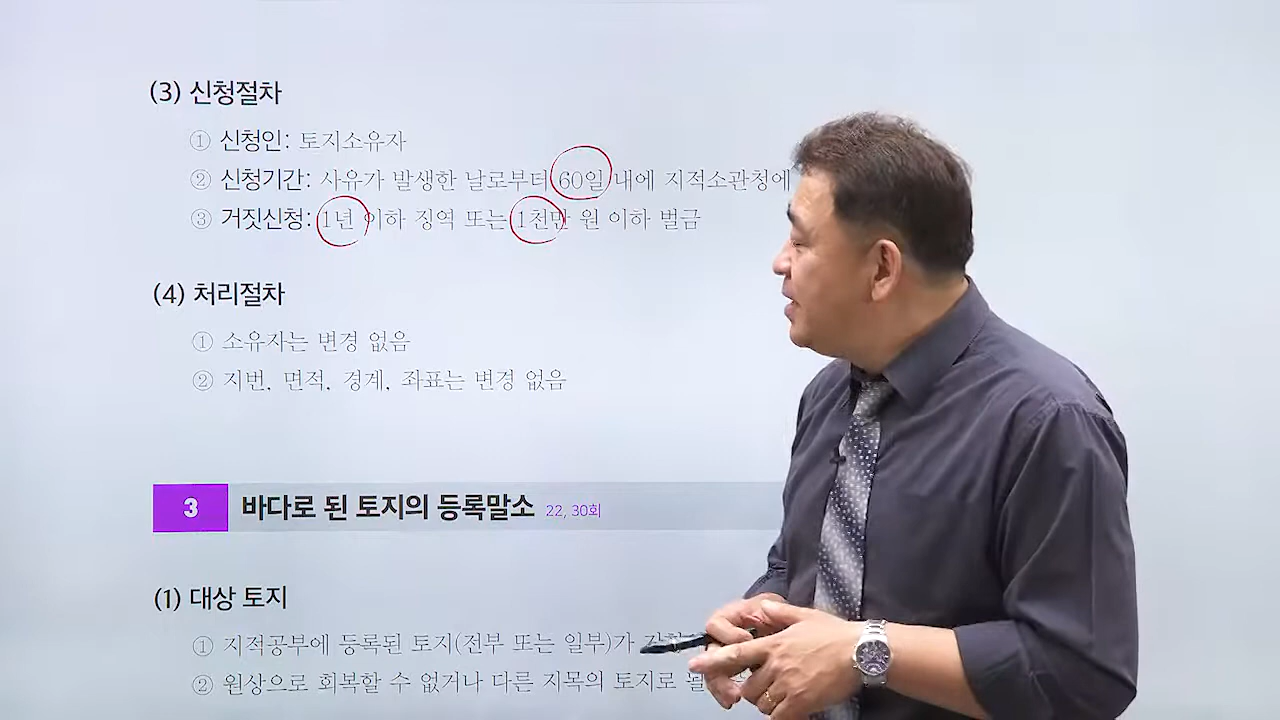 (3) 신청절차
① 신청인: 토지소유자
② 신청기간: 사유가 발생한 날로부터 60일 내에 지적소관청에
③ 거짓신청: 1년 이하 징역 또는 1천만 원 이하 벌금
(4) 처리절차
① 소유자는 변경 없음
② 지번, 면적, 경계, 좌표는 변경 없음
3 바다로 된 토지의 등록말소 22, 30회
(1) 대상 토지
① 지적공부에 등록된 토지(전부 또는 일부)가
② 원상으로 회복할 수 없거나 다른 지목의 토지로